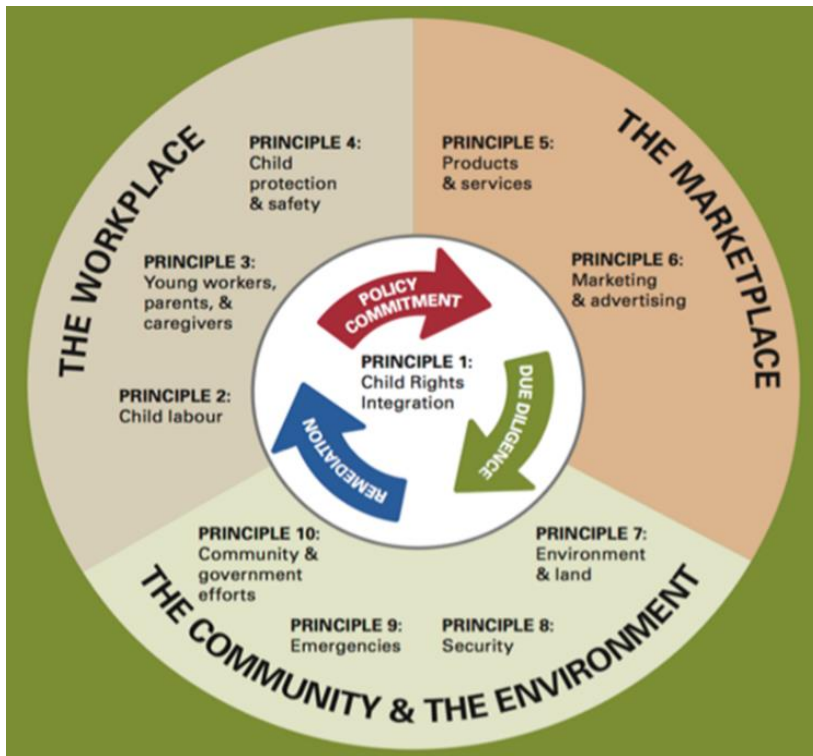 THE WORKPLACE
PRINCIPLE 4:
Child
protection
& safety
PRINCIPLE 3:
Young workers,
parents, &
caregivers
PRINCIPLE 2:
Child labour
THE MARKETPLACE
PRINCIPLE 5:
Products
& services
PRINCIPLE 6:
Marketing
& advertising
POLICY
COMMITMENT
PRINCIPLE 1:
Child Rights
Integration
DUE DILIGENCE
REMEDIATION
PRINCIPLE 10:
Community &
government
efforts
PRINCIPLE 7:
Environment
& land
PRINCIPLE 9:
Emergencies
PRINCIPLE 8:
Security
THE COMMUNITY & THE ENVIRONMENT